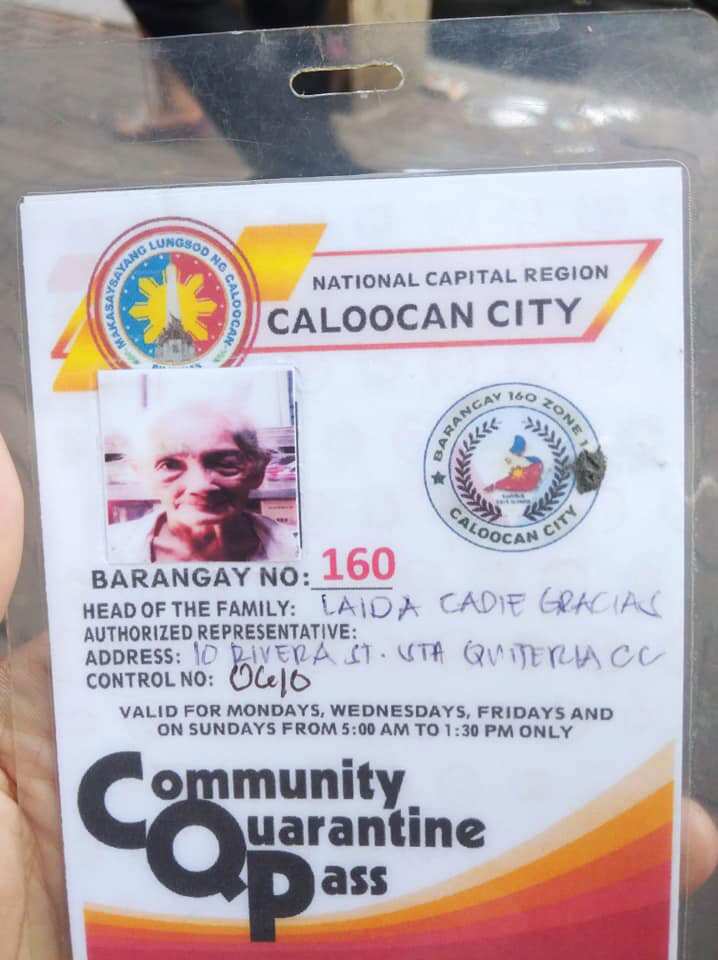 MAKASAYSAYANG LUNGSOD NG CALOOCAN
NATIONAL CAPITAL REGION
CALOOCAN CITY
BARANGAY 160 ZONE 1
CALOOCAN CITY
BARANGAY NO: 160
HEAD OF THE FAMILY: LAIDA CADIE GRACIAS
AUTHORIZED REPRESENTATIVE:
ADDRESS: 10 RIVERA ST. STA QUITERIA CC
CONTROL NO:
VALID FOR MONDAYS, WEDNESDAYS, FRIDAYS AND
ON SUNDAYS FROM 5:00 AM TO 1:30 PM ONLY
Community
Quarantine
Pass